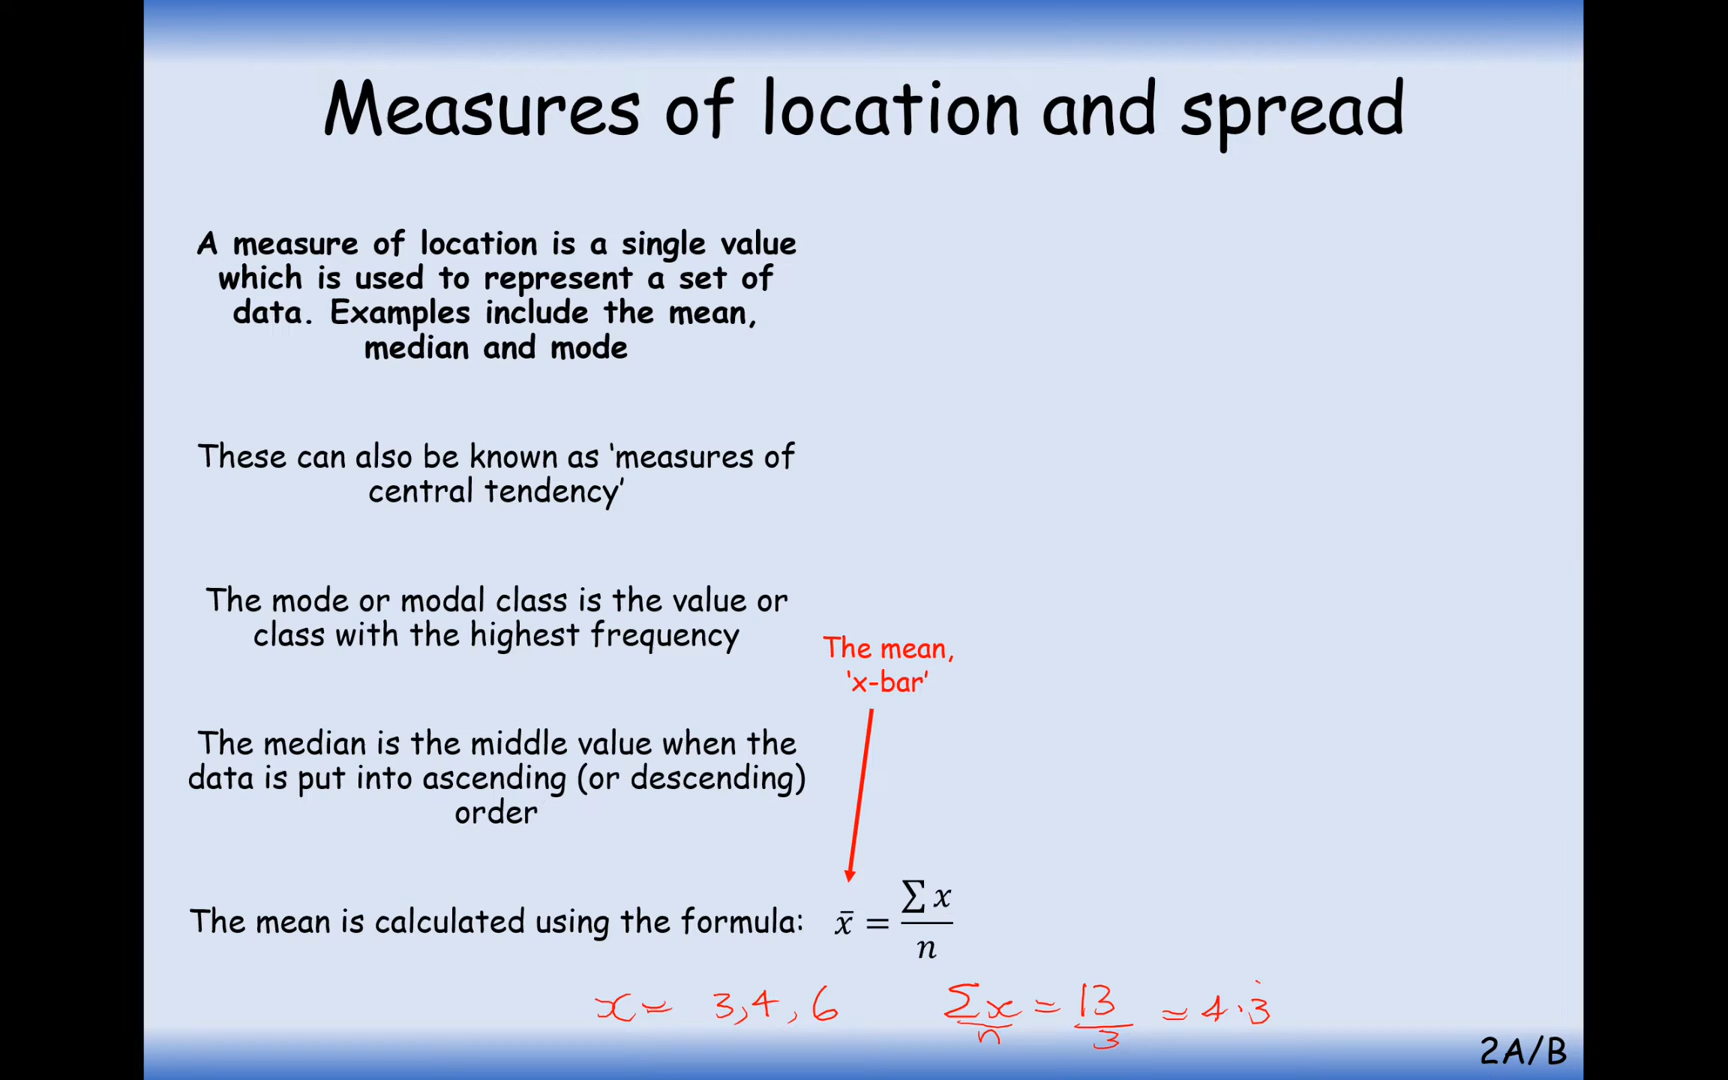 Measures of location and spread
A measure of location is a single value
which is used to represent a set of
data. Examples include the mean,
median and mode
These can also be known as ‘measures of
central tendency’
The mode or modal class is the value or
class with the highest frequency
The mean,
‘x-bar’
The median is the middle value when the
data is put into ascending (or descending)
order
The mean is calculated using the formula: x̄ = ∑x/n
x = 3,4,6 ∑x/n = 13/3 = 4.3̇
2A/B